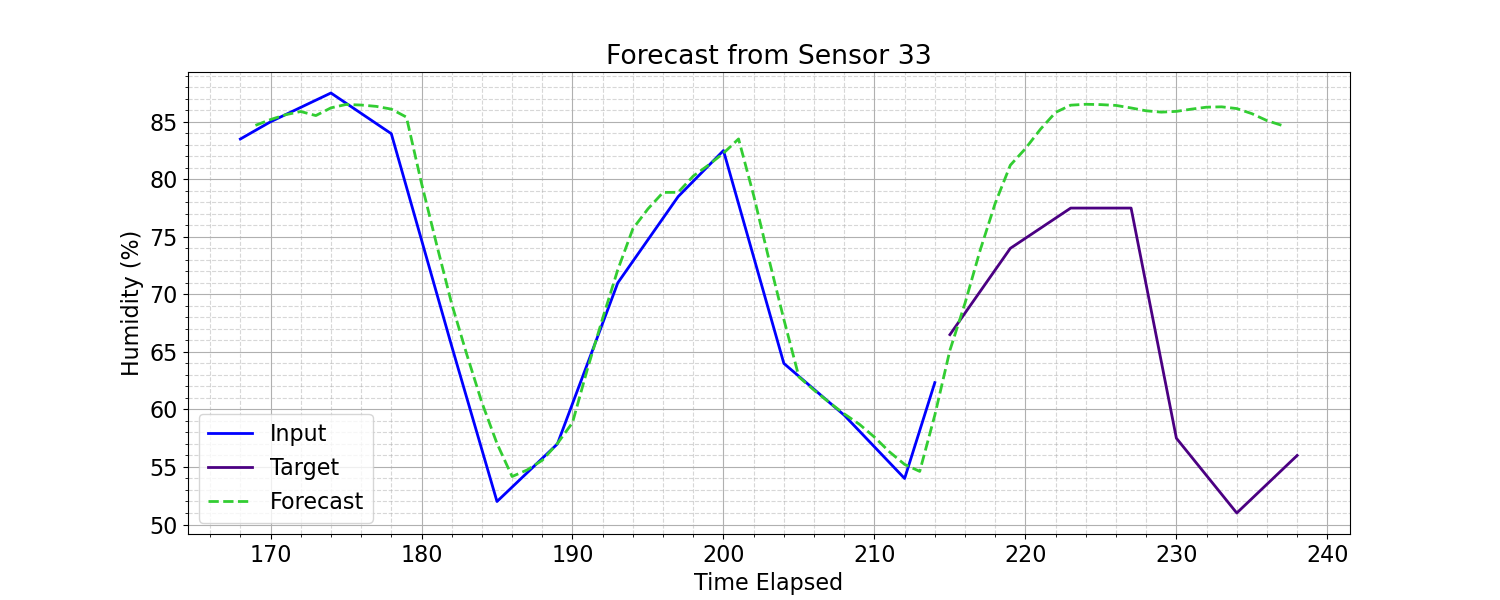 Forecast from Sensor 33
Humidity (%)
85
80
75
70
65
60
55
50
Input
Target
Forecast
170 180 190 200 210 220 230 240
Time Elapsed